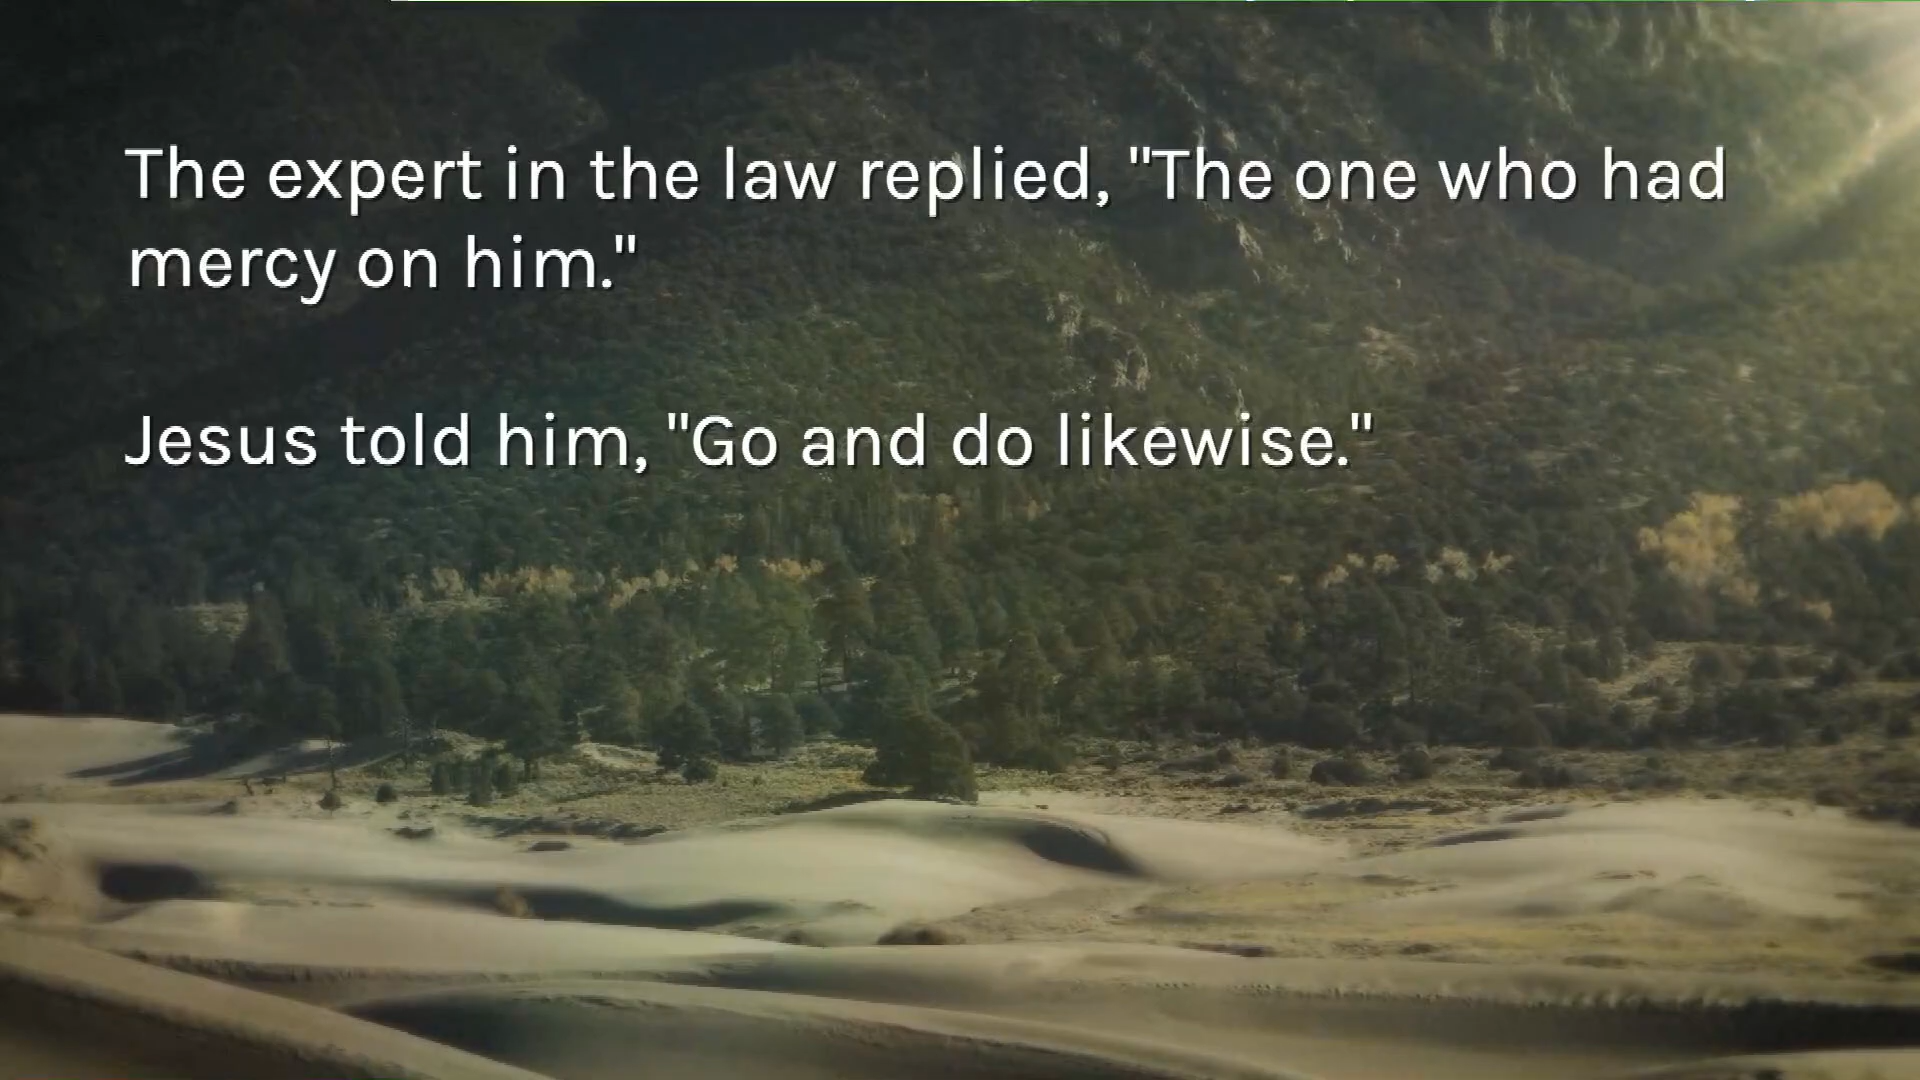 The expert in the law replied, "The one who had
mercy on him."
Jesus told him, "Go and do likewise."